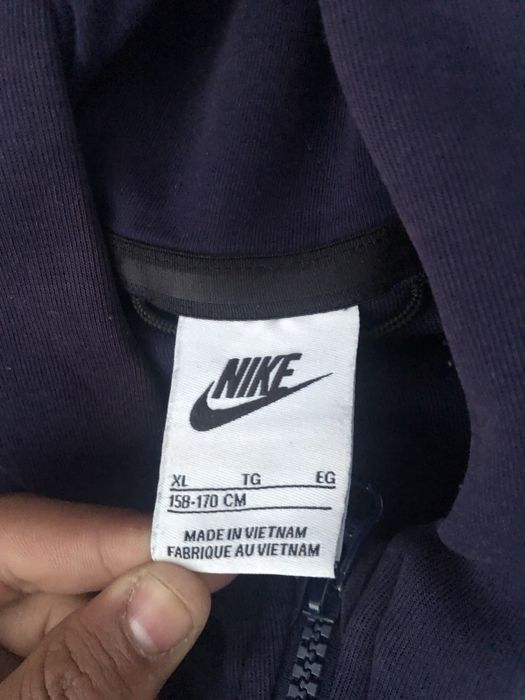 NIKE
XL TG EG
158-170 CM
MADE IN VIETNAM
FABRIQUE AU VIETNAM